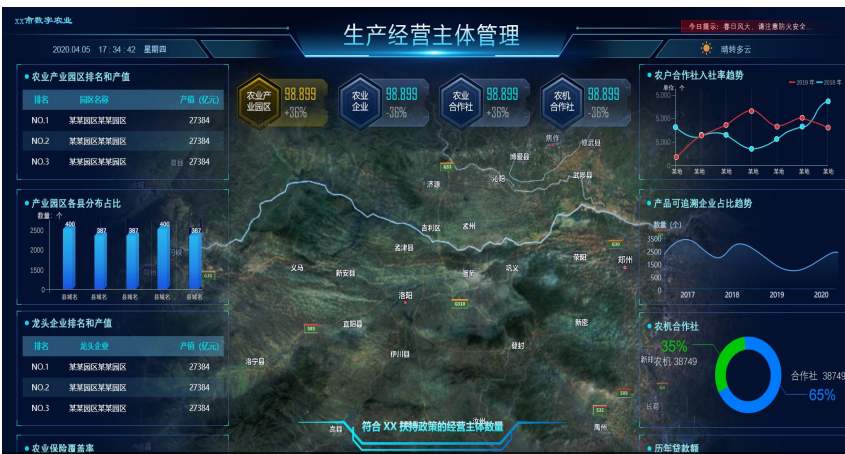 xx市数字农业
生产经营主体管理
今日提示：春日风大、请注意防火安全...
2020.04.05 17:34:42 星期四
晴转多云
农业产业园区排名和产值
排名 园区名称 产值 (亿元)
NO.1 某某园区某某园区 27384
NO.2 某某园区某某园区 27384
NO.3 某某园区某某园区 27384
农业产业园区 98.899 +36%
农业企业 98.899 -36%
农业合作社 98.899 +36%
农机合作社 98.899 -36%
农户合作社入社率趋势
单位：个
2019 年 2018 年
5,000
5,000
5,000
某地 某地 某地 某地 某地 某地 某地
产业园区各县分布占比
数量：个
2500
2000
1500
0
400 387 387 400 387
县城名 县城名 县城名 县城名 县城名
产品可追溯企业占比趋势
数量（个）
3500
2500
1500
500
0
2017 2018 2019 2020
龙头企业排名和产值
排名 龙头企业 产值 (亿元)
NO.1 某某园区某某园区 27384
NO.2 某某园区某某园区 27384
NO.3 某某园区某某园区 27384
农机合作社
35%
农机 38749
合作社 38749
65%
农业保险覆盖率
历年贷款额
符合 XX 扶持政策的经营主体数量
焦作
修武县
博爱县
沁阳
武陟县
济源
吉利区
孟州
孟津县
义马
新安县
偃师
巩义
荥阳
郑州
洛阳
宜阳县
新密
登封
伊川县
洛宁县
嵩县
汝州
禹州
长葛